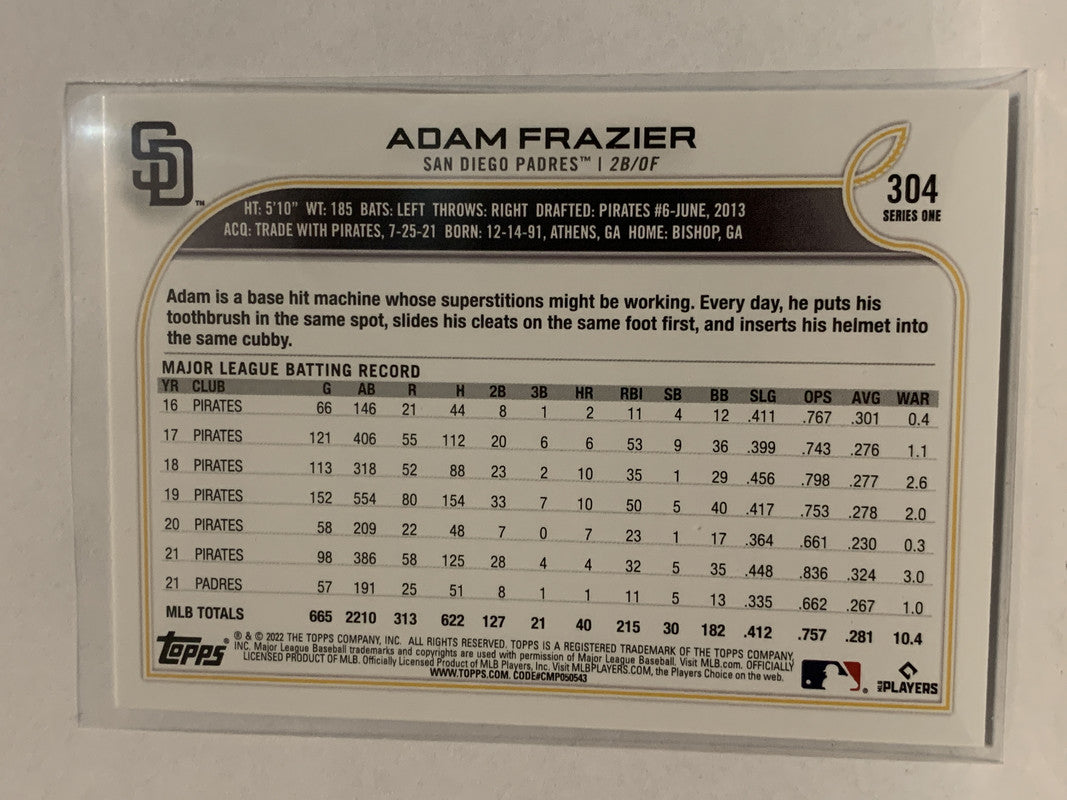 SD™
ADAM FRAZIER
SAN DIEGO PADRES™ | 2B/OF
304
SERIES ONE
HT: 5'10" WT: 185 BATS: LEFT THROWS: RIGHT DRAFTED: PIRATES #6-JUNE, 2013
ACQ: TRADE WITH PIRATES, 7-25-21 BORN: 12-14-91, ATHENS, GA HOME: BISHOP, GA
Adam is a base hit machine whose superstitions might be working. Every day, he puts his
toothbrush in the same spot, slides his cleats on the same foot first, and inserts his helmet into
the same cubby.
MAJOR LEAGUE BATTING RECORD
YR CLUB G AB R H 2B 3B HR RBI SB BB SLG OPS AVG WAR
16 PIRATES 66 146 21 44 8 1 2 11 4 12 .411 .767 .301 0.4
17 PIRATES 121 406 55 112 20 6 6 53 9 36 .399 .743 .276 1.1
18 PIRATES 113 318 52 88 23 2 10 35 1 29 .456 .798 .277 2.6
19 PIRATES 152 554 80 154 33 7 10 50 5 40 .417 .753 .278 2.0
20 PIRATES 58 209 22 48 7 0 7 23 1 17 .364 .661 .230 0.3
21 PIRATES 98 386 58 125 28 4 4 32 5 35 .448 .836 .324 3.0
21 PADRES 57 191 25 51 8 1 1 11 5 13 .335 .662 .267 1.0
MLB TOTALS 665 2210 313 622 127 21 40 215 30 182 .412 .757 .281 10.4
topps®
® & © 2022 THE TOPPS COMPANY, INC. ALL RIGHTS RESERVED. TOPPS IS A REGISTERED TRADEMARK OF THE TOPPS COMPANY,
INC. Major League Baseball trademarks and copyrights are used with permission of Major League Baseball. Visit MLB.com. OFFICIALLY
LICENSED PRODUCT OF MLB. Officially Licensed Product of MLB Players, Inc. Visit MLBPLAYERS.COM, the Players Choice on the web.
WWW.TOPPS.COM. CODE#CMP050543
MLB PLAYERS